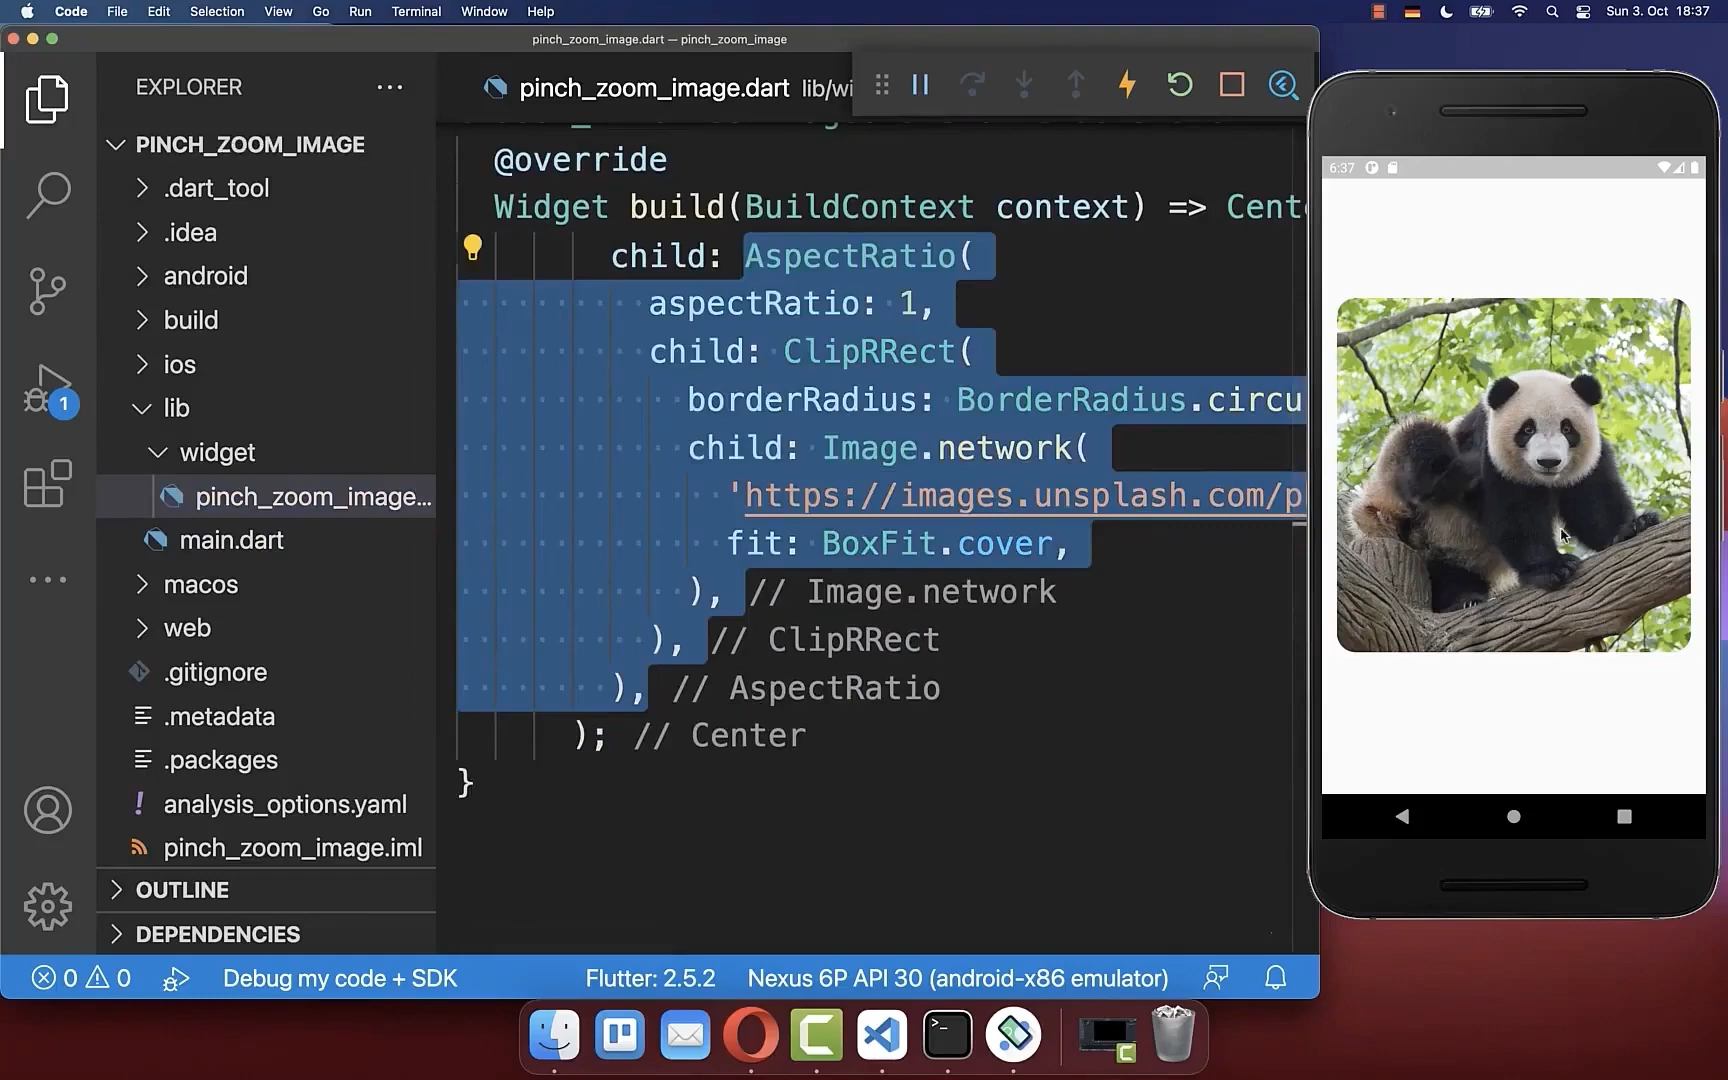 Code File Edit Selection View Go Run Terminal Window Help Sun 3. Oct 18:37
pinch_zoom_image.dart — pinch_zoom_image
EXPLORER
pinch_zoom_image.dart lib/wi
PINCH_ZOOM_IMAGE
.dart_tool
.idea
android
build
ios
lib
widget
pinch_zoom_image...
main.dart
macos
web
.gitignore
.metadata
.packages
analysis_options.yaml
pinch_zoom_image.iml
OUTLINE
DEPENDENCIES
1
@override
Widget build(BuildContext context) => Cent
child: AspectRatio(
aspectRatio: 1,
child: ClipRRect(
borderRadius: BorderRadius.circu
child: Image.network(
'https://images.unsplash.com/p
fit: BoxFit.cover,
), // Image.network
), // ClipRRect
), // AspectRatio
); // Center
}
6:37
0 0 Debug my code + SDK Flutter: 2.5.2 Nexus 6P API 30 (android-x86 emulator)